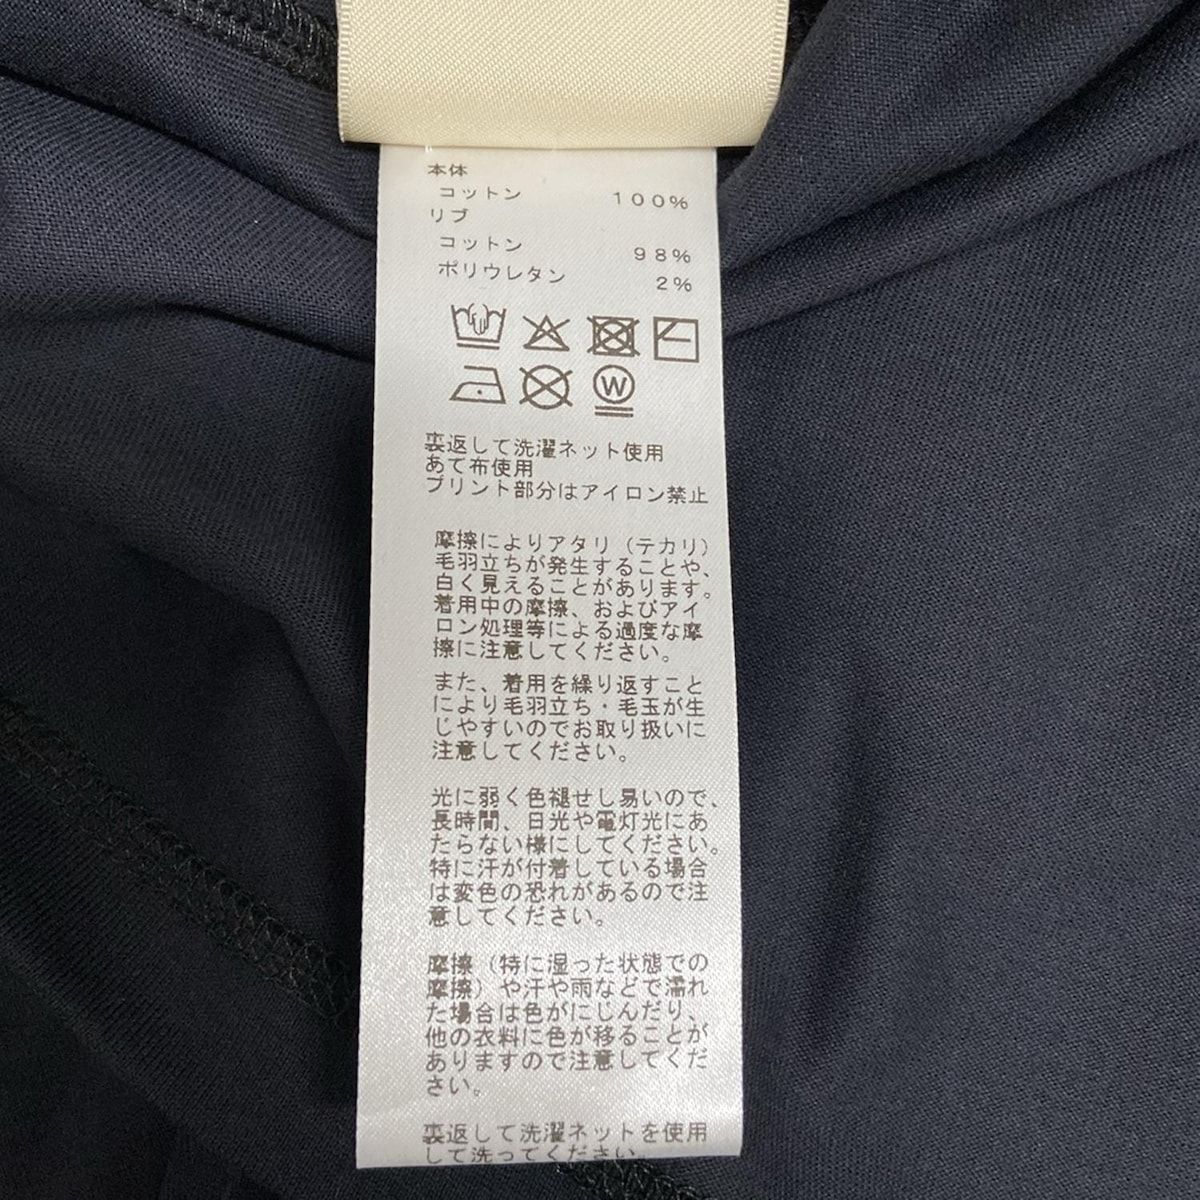 本体
コットン 100%
リブ
コットン 98%
ポリウレタン 2%
W
裏返して洗濯ネット使用
あて布使用
プリント部分はアイロン禁止
摩擦によりアタリ（テカリ）
毛羽立ちが発生することや、
白く見えることがあります。
着用中の摩擦、およびアイ
ロン処理等による過度な摩
擦に注意してください。
また、着用を繰り返すこと
により毛羽立ち・毛玉が生
じやすいのでお取り扱いに
注意してください。
光に弱く色褪せし易いので、
長時間、日光や電灯光にあ
たらない様にしてください。
特に汗が付着している場合
は変色の恐れがあるので注
意してください。
摩擦（特に湿った状態での
摩擦）や汗や雨などで濡れ
た場合は色がにじんだり、
他の衣料に色が移ることが
ありますので注意してくだ
さい。
裏返して洗濯ネットを使用
して洗ってください。